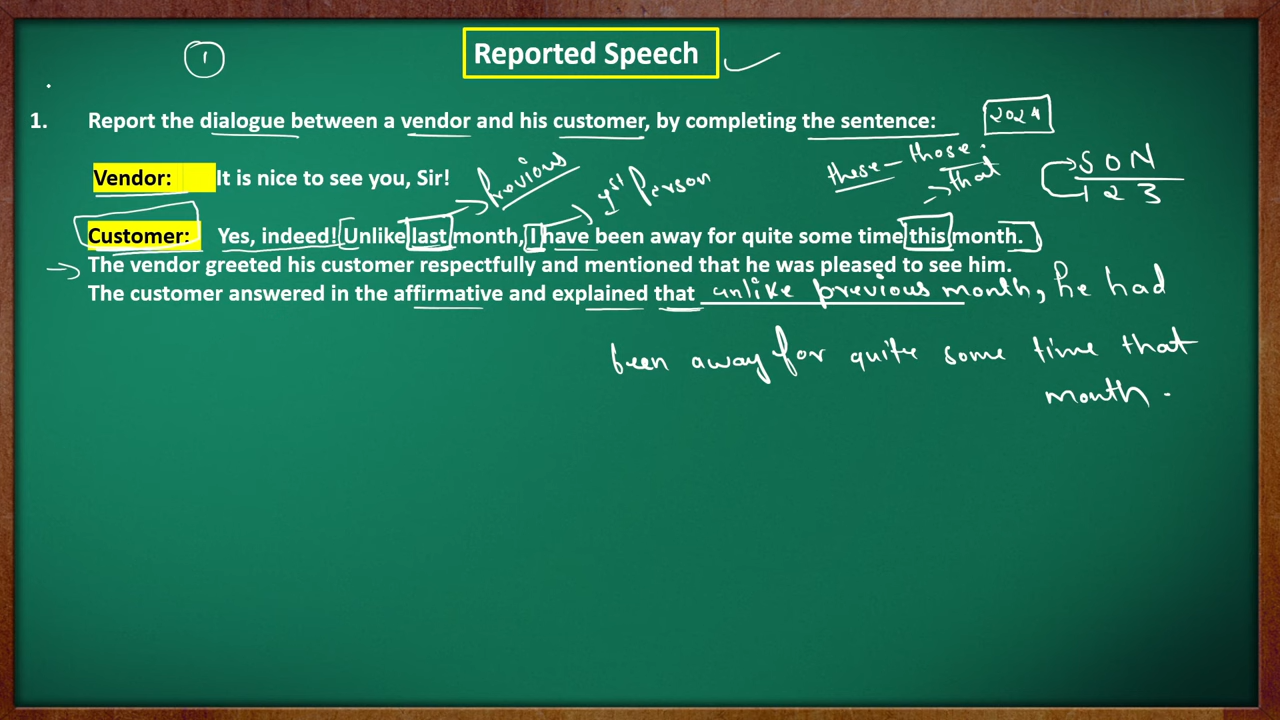 1
Reported Speech
1. Report the dialogue between a vendor and his customer, by completing the sentence: 2024
these - those.
that
SON
1 2 3
Vendor: It is nice to see you, Sir!
Previous
1st Person
Customer: Yes, indeed! Unlike last month, I have been away for quite some time this month.
The vendor greeted his customer respectfully and mentioned that he was pleased to see him.
The customer answered in the affirmative and explained that unlike previous month, he had
been away for quite some time that
month.